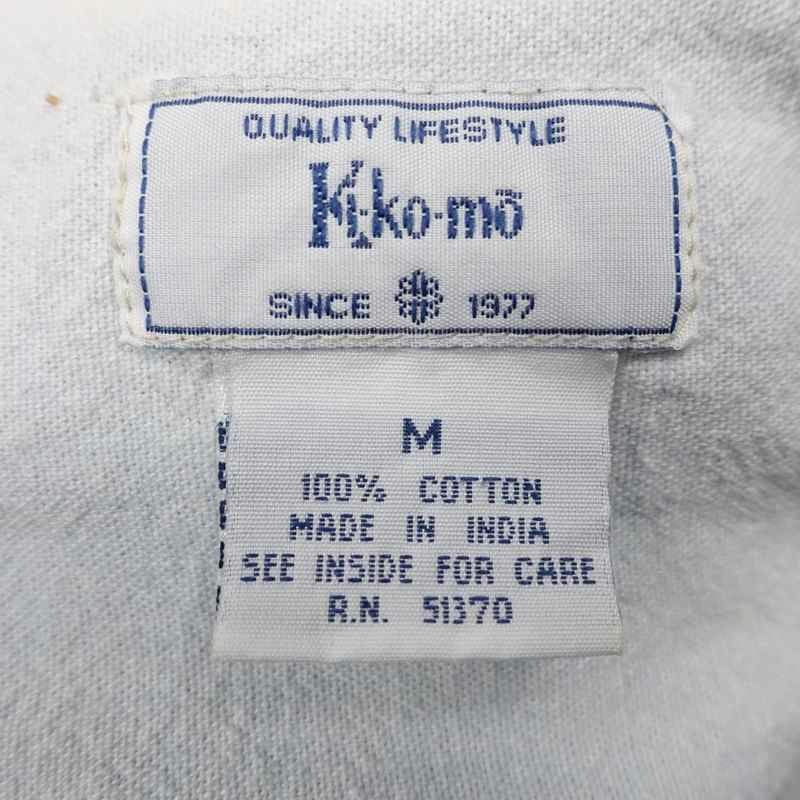 QUALITY LIFESTYLE
Ki-ko-mō
SINCE 1977
M
100% COTTON
MADE IN INDIA
SEE INSIDE FOR CARE
R.N. 51370